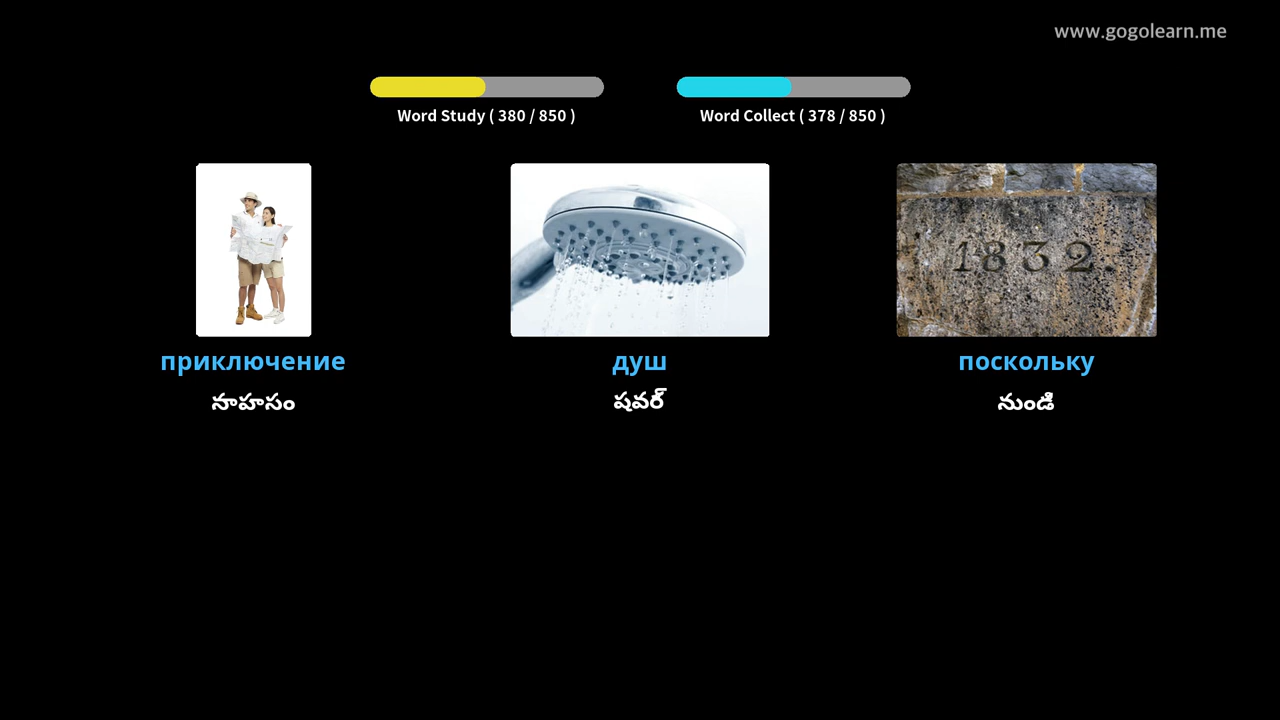 www.gogolearn.me
Word Study ( 380 / 850 )
Word Collect ( 378 / 850 )
1832.
приключение
душ
поскольку
సాహసం
షవర్
నుండి